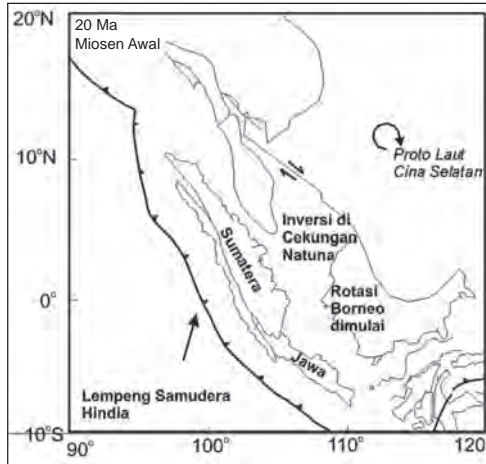 20°N
20 Ma
Miosen Awal
10°N
Proto Laut
Cina Selatan
Inversi di
Cekungan
Natuna
Sumatera
Rotasi
Borneo
dimulai
0°
Jawa
Lempeng Samudera
Hindia
10°S
90°
100°
110°
120